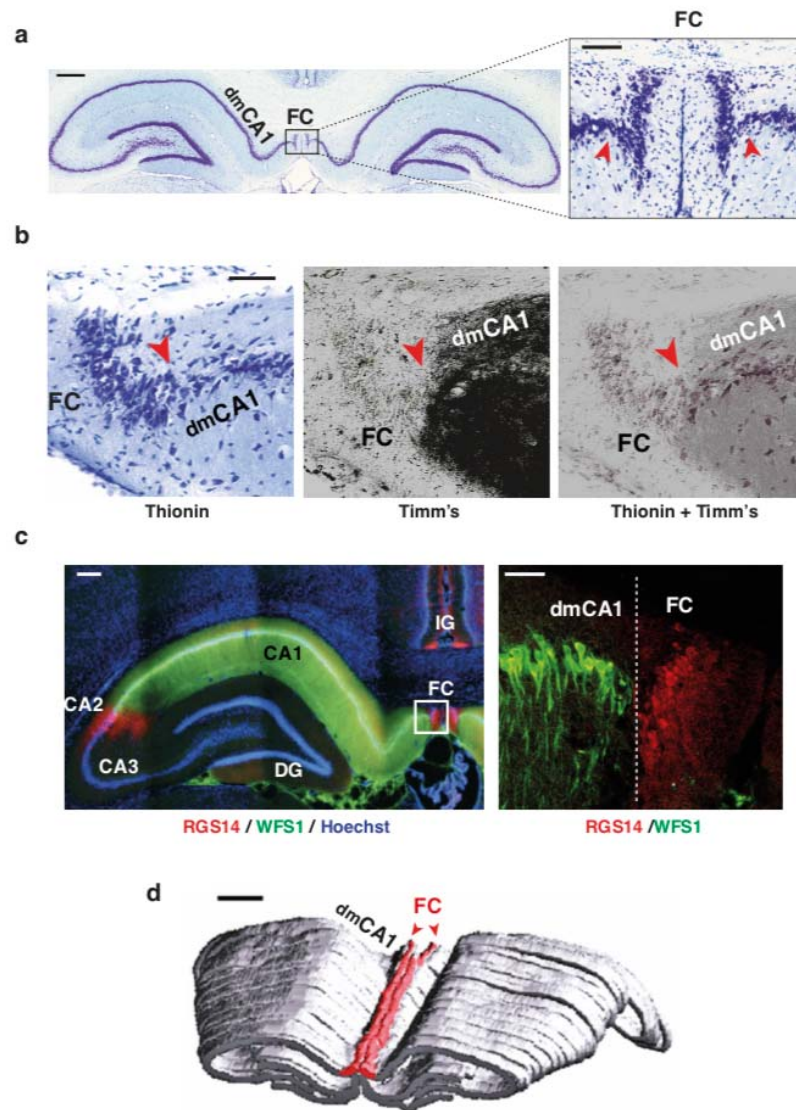 FC
a
dmCA1
FC
b
FC
dmCA1
Thionin
dmCA1
FC
Timm's
dmCA1
FC
Thionin + Timm's
c
CA1
CA2
CA3
DG
IG
FC
RGS14 / WFS1 / Hoechst
dmCA1
FC
RGS14 /WFS1
d
dmCA1
FC